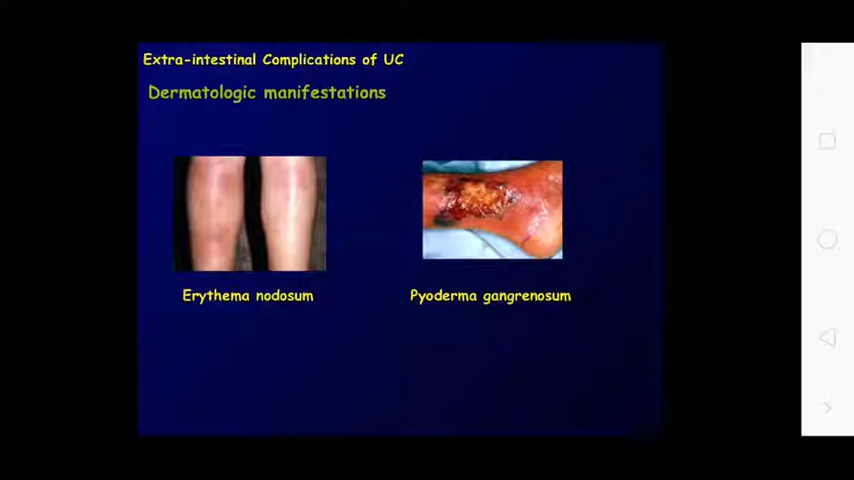 Extra-intestinal Complications of UC
Dermatologic manifestations
Erythema nodosum
Pyoderma gangrenosum